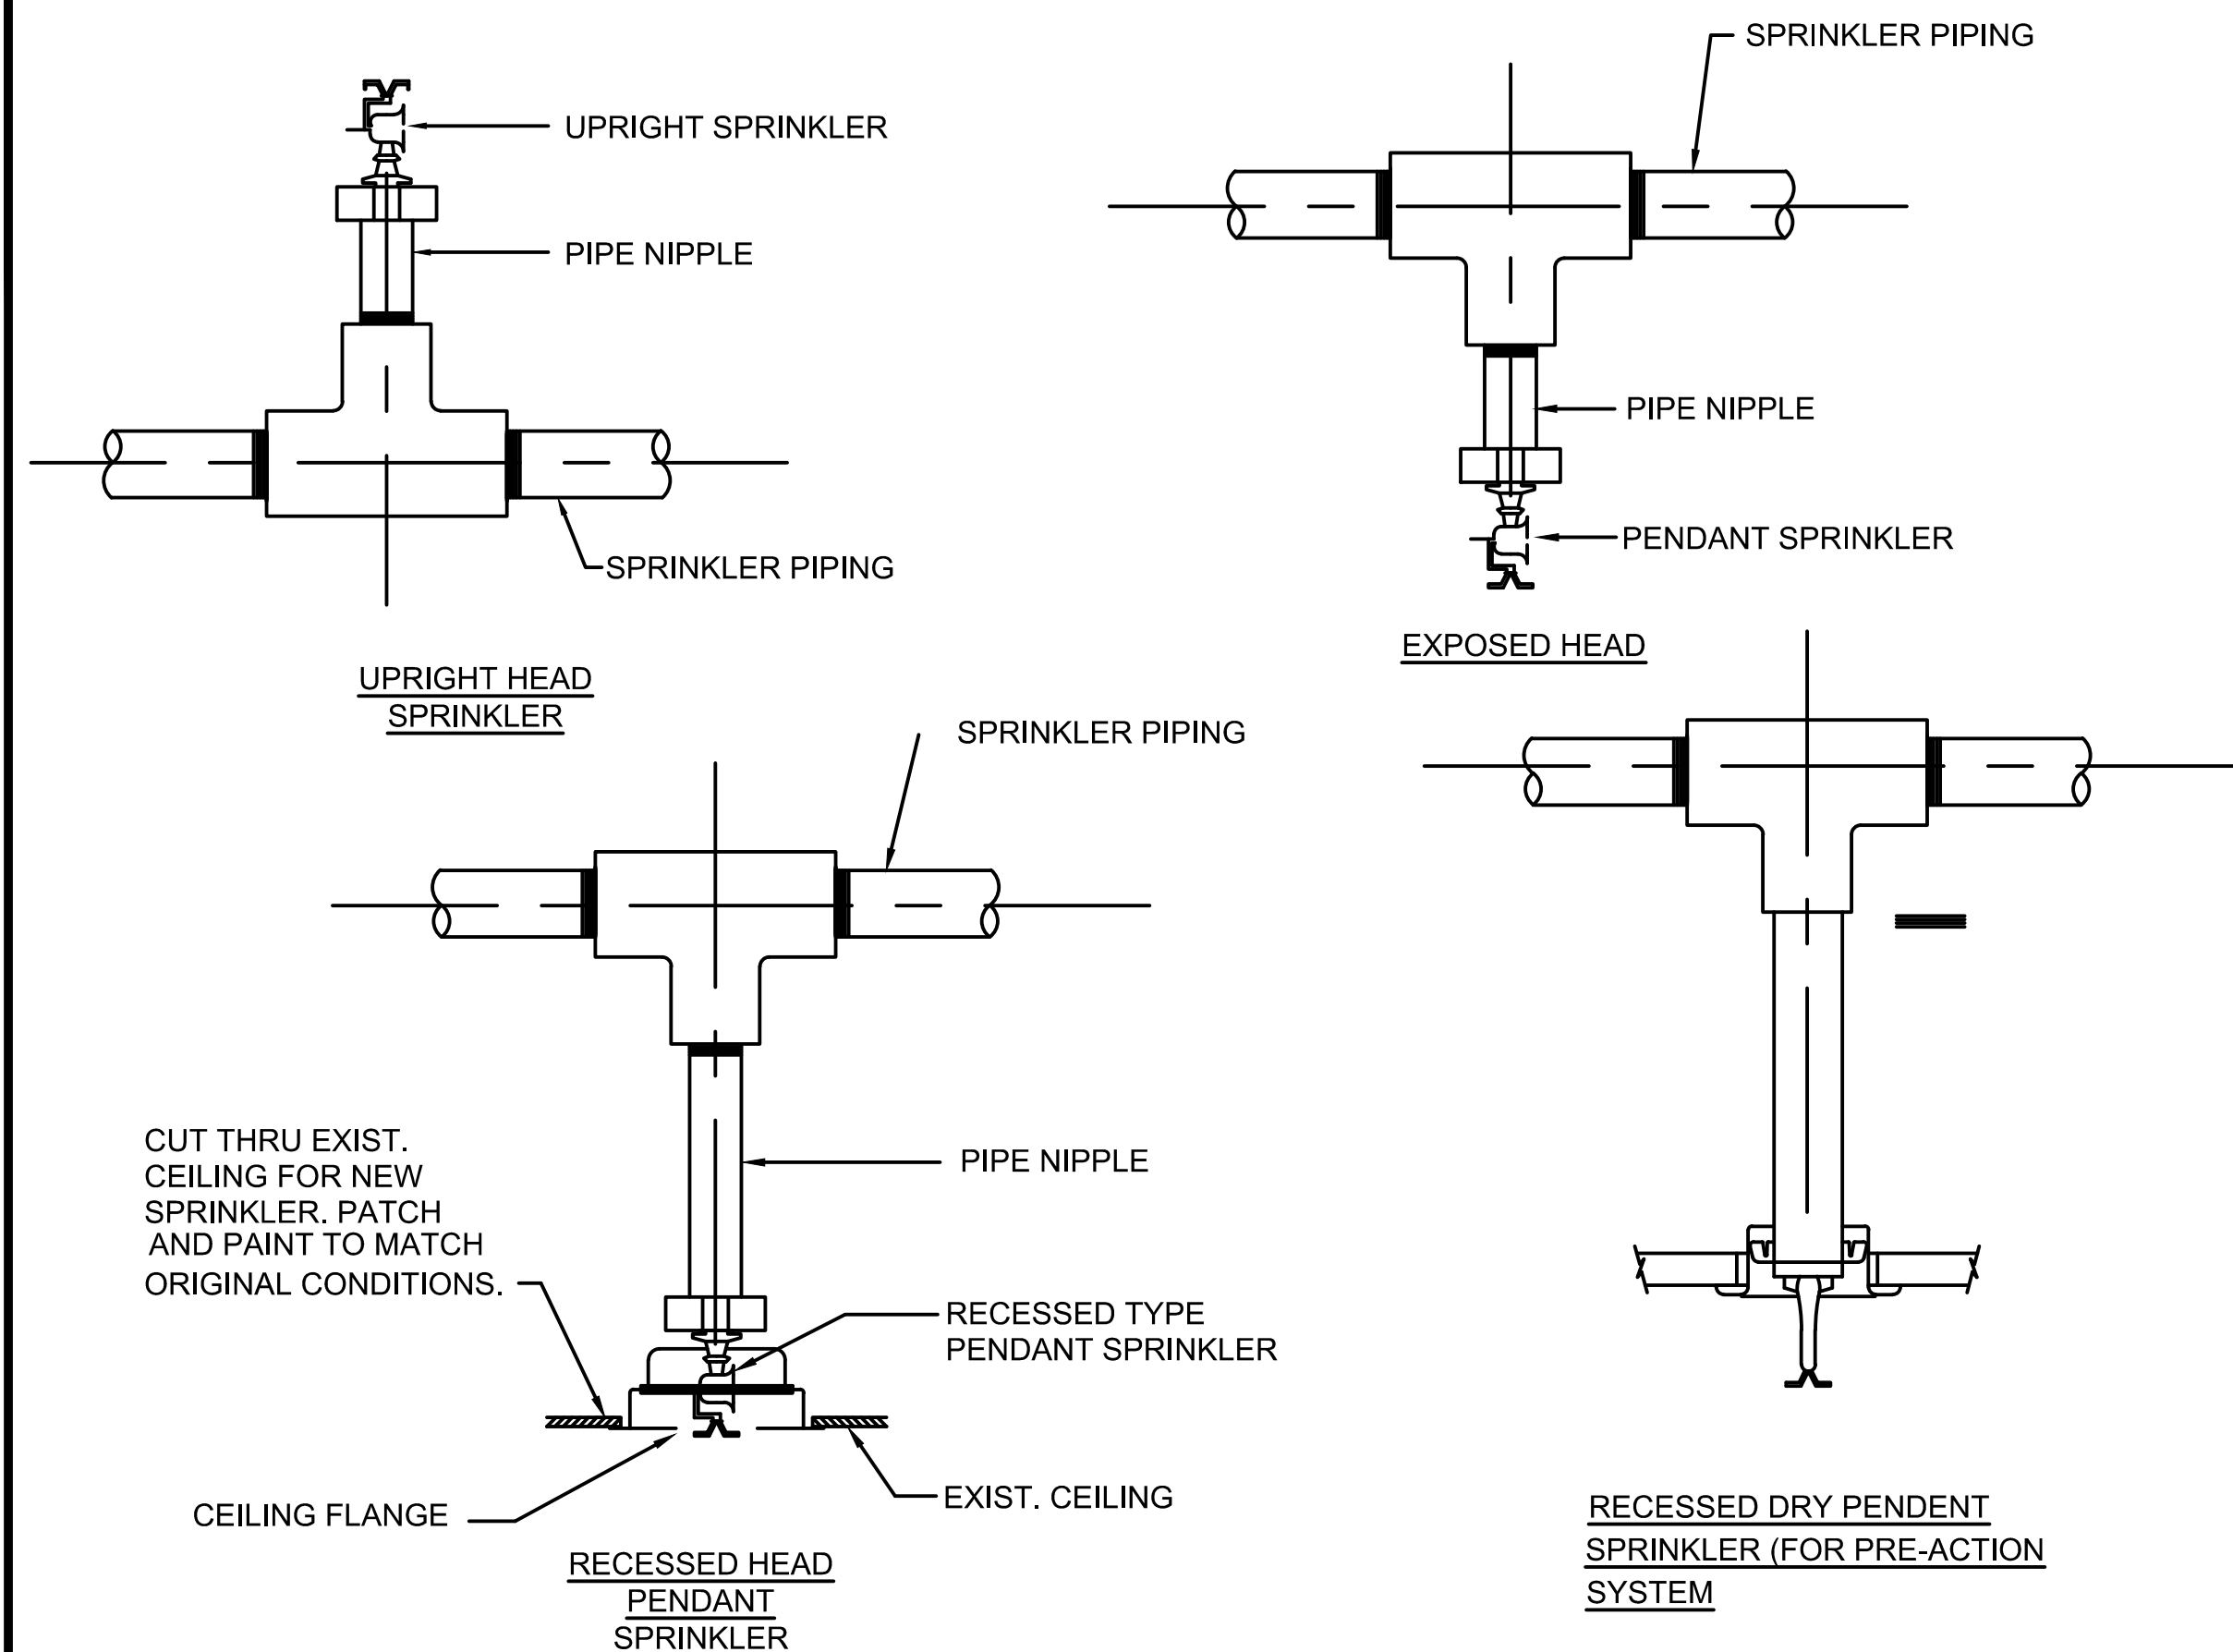 UPRIGHT SPRINKLER
PIPE NIPPLE
SPRINKLER PIPING
UPRIGHT HEAD
SPRINKLER
SPRINKLER PIPING
PIPE NIPPLE
PENDANT SPRINKLER
EXPOSED HEAD
SPRINKLER PIPING
PIPE NIPPLE
CUT THRU EXIST.
CEILING FOR NEW
SPRINKLER. PATCH
AND PAINT TO MATCH
ORIGINAL CONDITIONS.
RECESSED TYPE
PENDANT SPRINKLER
CEILING FLANGE
EXIST. CEILING
RECESSED HEAD
PENDANT
SPRINKLER
RECESSED DRY PENDENT
SPRINKLER (FOR PRE-ACTION
SYSTEM